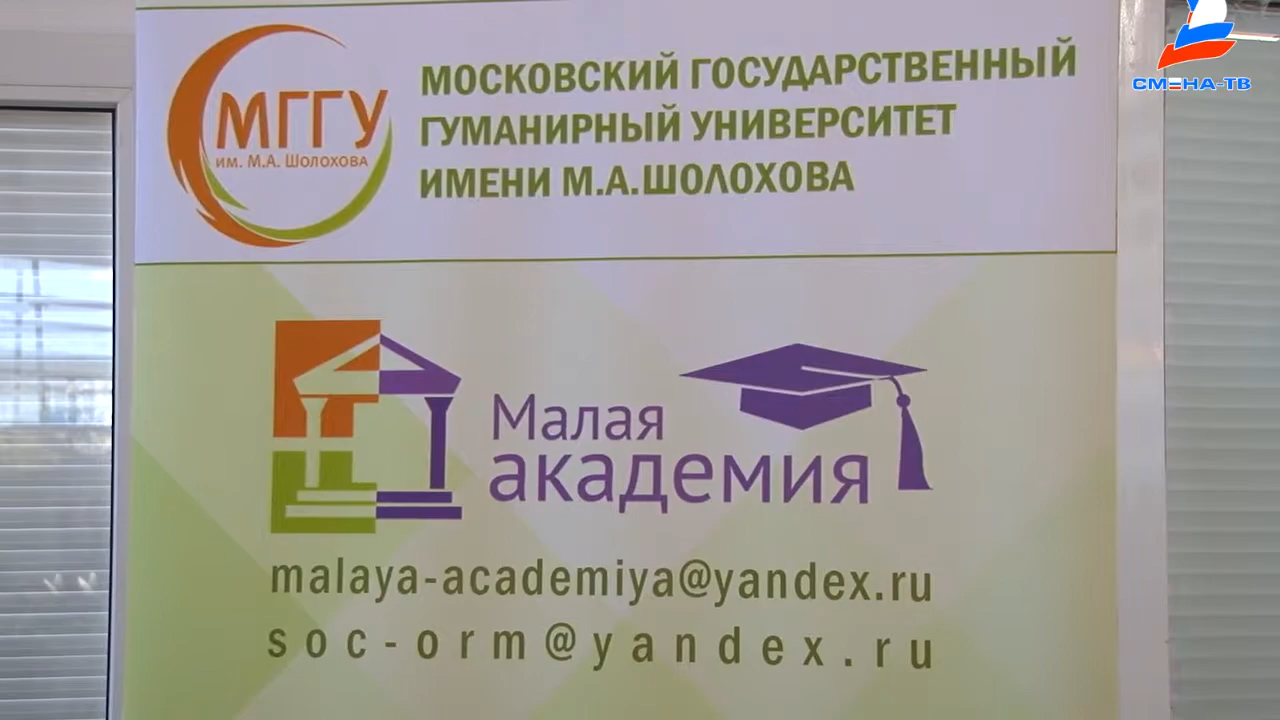 СМЕНА-ТВ
МГГУ
им. М.А. Шолохова
МОСКОВСКИЙ ГОСУДАРСТВЕННЫЙ
ГУМАНИРНЫЙ УНИВЕРСИТЕТ
ИМЕНИ М.А.ШОЛОХОВА
Малая
академия
malaya-academiya@yandex.ru
soc-orm@yandex.ru